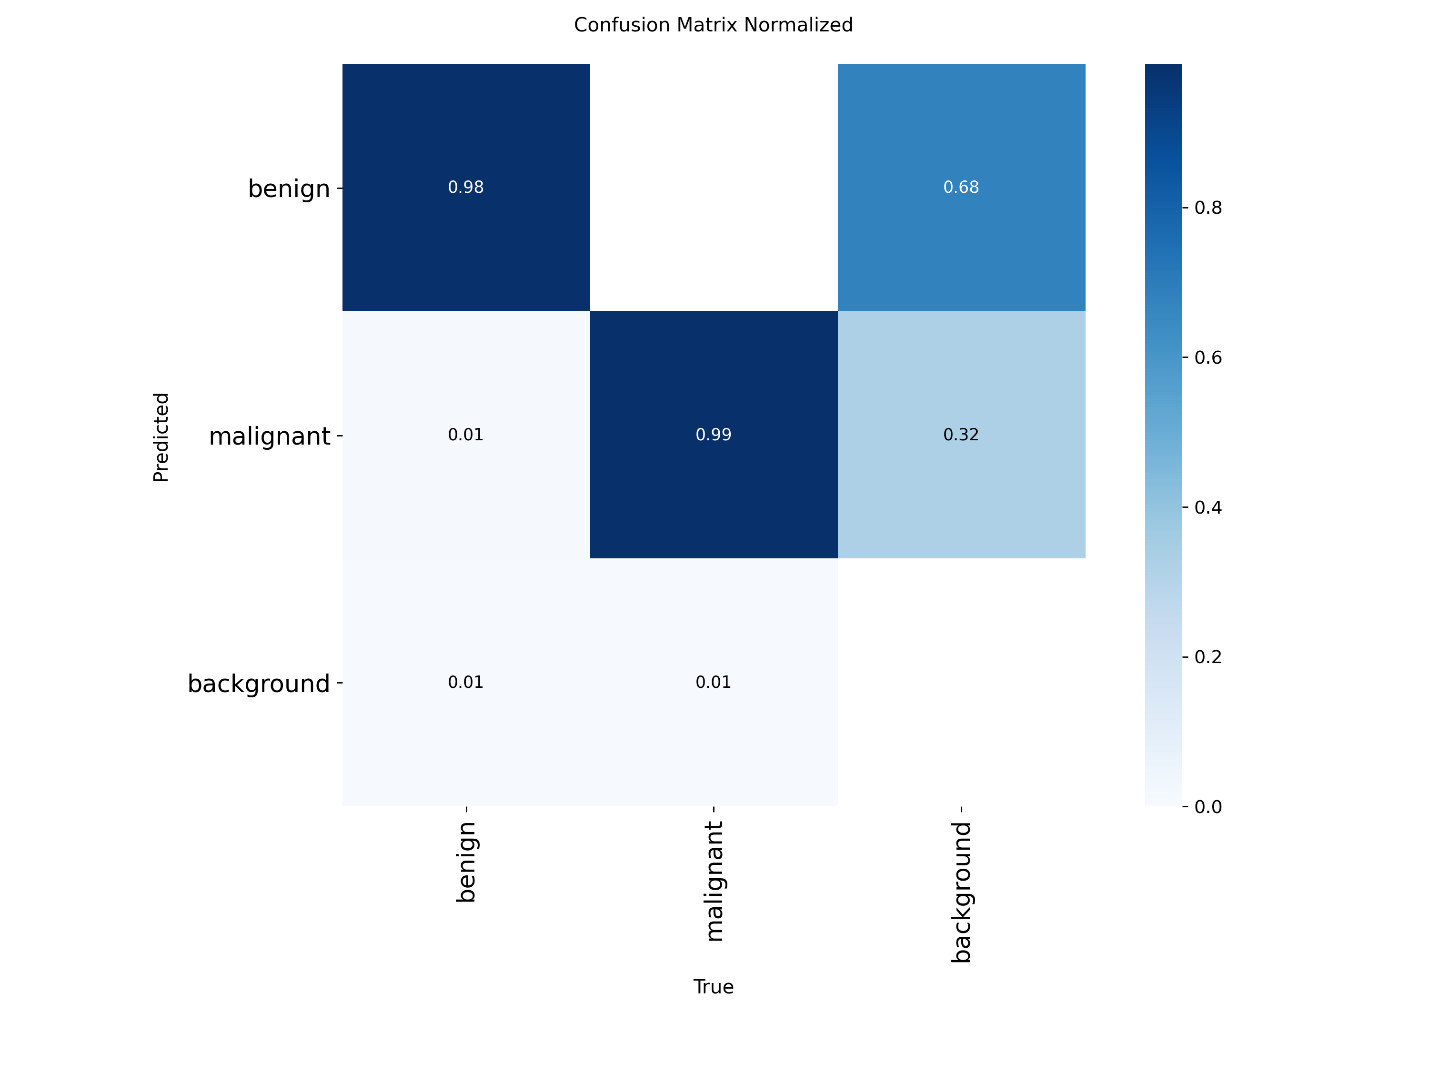 Confusion Matrix Normalized
benign
0.98
0.68
malignant
0.01
0.99
0.32
background
0.01
0.01
Predicted
benign
malignant
background
True
0.8
0.6
0.4
0.2
0.0